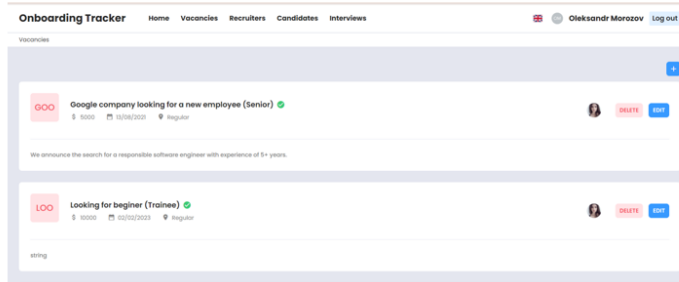 Onboarding Tracker Home Vacancies Recruiters Candidates Interviews Oleksandr Morozov Log out
Vacancies
+
GOO Google company looking for a new employee (Senior) DELETE EDIT
$ 5000 13/08/2021 Regular
We announce the search for a responsible software engineer with experience of 5+ years.
LOO Looking for beginer (Trainee) DELETE EDIT
$ 10000 02/02/2023 Regular
string